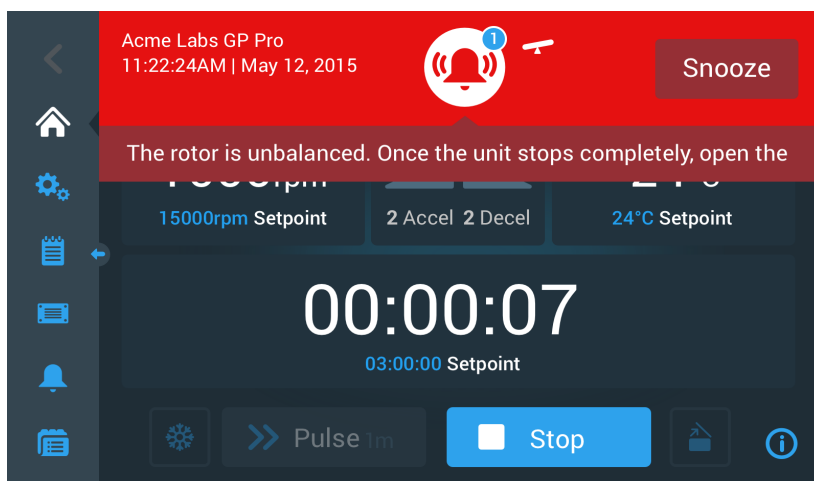 Acme Labs GP Pro
11:22:24AM | May 12, 2015
1
Snooze
The rotor is unbalanced. Once the unit stops completely, open the
rpm
15000rpm Setpoint
2 Accel 2 Decel
24°C Setpoint
00:00:07
03:00:00 Setpoint
Pulse 1m
Stop